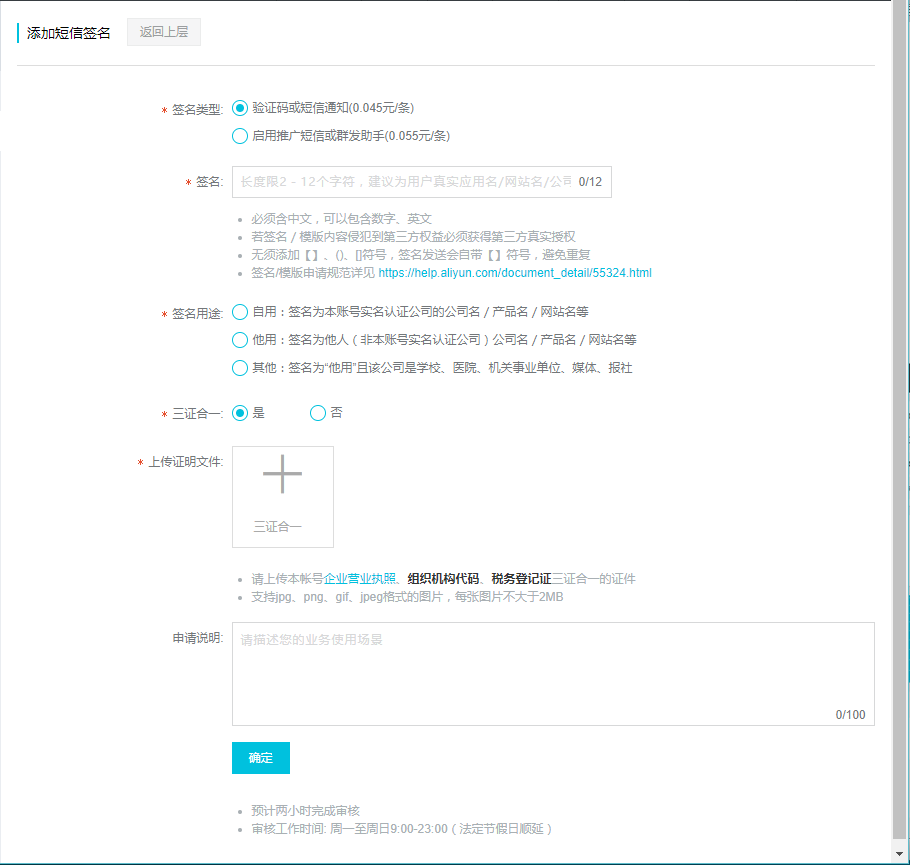 添加短信签名 返回上层
* 签名类型: 验证码或短信通知(0.045元/条)
启用推广短信或群发助手(0.055元/条)
* 签名: 长度限2 - 12个字符，建议为用户真实应用名/网站名/公司 0/12
必须含中文，可以包含数字、英文
若签名 / 模版内容侵犯到第三方权益必须获得第三方真实授权
无须添加【 】、()、[]符号，签名发送会自带【 】符号，避免重复
签名/模版申请规范详见 https://help.aliyun.com/document_detail/55324.html
* 签名用途: 自用：签名为本账号实名认证公司的公司名 / 产品名 / 网站名等
他用：签名为他人（非本账号实名认证公司）公司名 / 产品名 / 网站名等
其他：签名为“他用”且该公司是学校、医院、机关事业单位、媒体、报社
* 三证合一: 是 否
* 上传证明文件:
三证合一
请上传本帐号企业营业执照、组织机构代码、税务登记证三证合一的证件
支持jpg、png、gif、jpeg格式的图片，每张图片不大于2MB
申请说明: 请描述您的业务使用场景
0/100
确定
预计两小时完成审核
审核工作时间: 周一至周日9:00-23:00（法定节假日顺延）